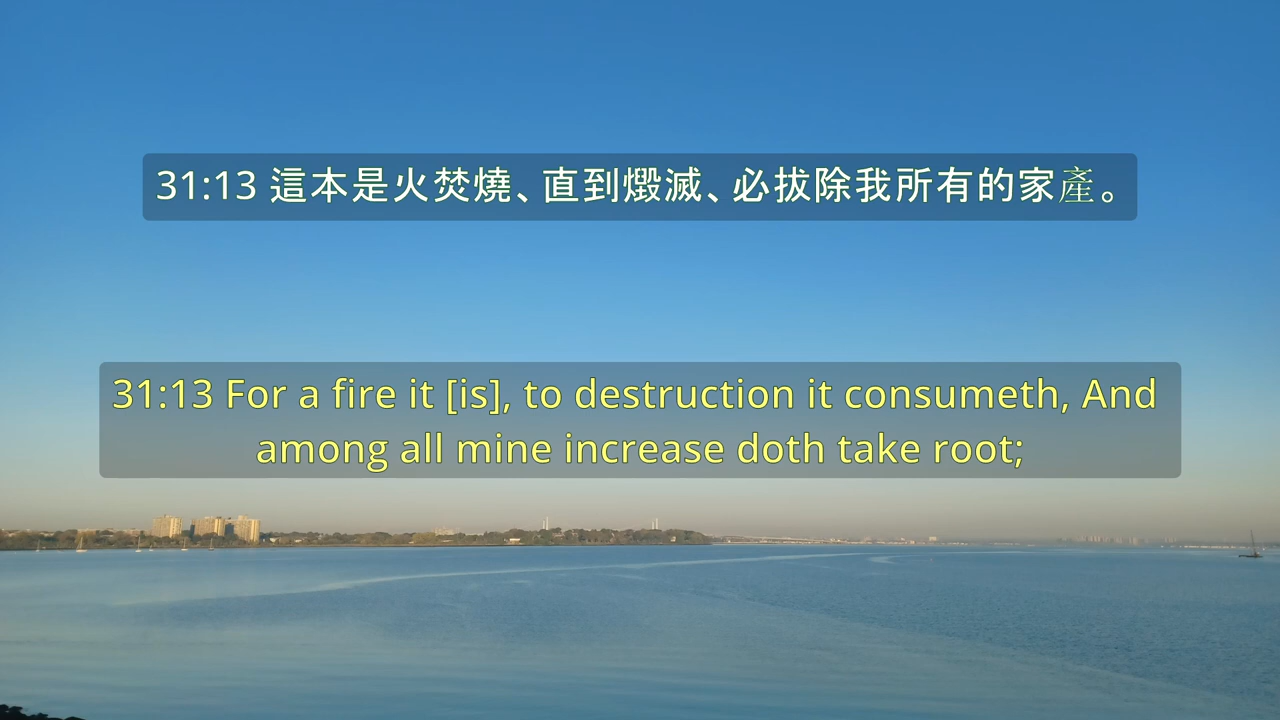 31:13 這本是火焚燒、直到燬滅、必拔除我所有的家產。
31:13 For a fire it [is], to destruction it consumeth, And
among all mine increase doth take root;